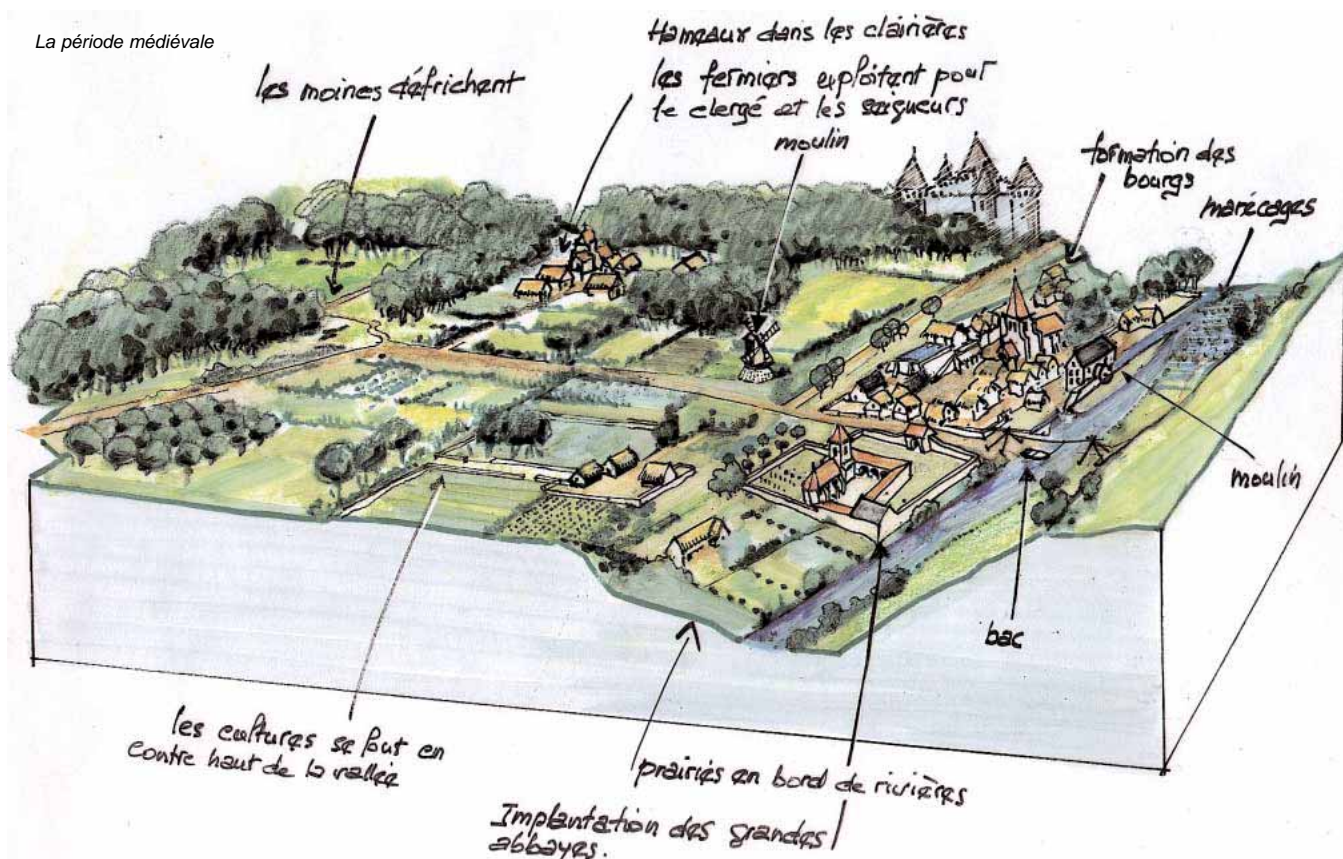 La période médiévale
Hameaux dans les clairières
les fermiers exploitant pour
le clergé et les seigueurs
les moines défrichent
moulin
formation des
bourgs
marécages
moulin
bac
les cultures se font en
contre haut de la vallée
prairies en bord de rivières
Implantation des grandes
abbayes.